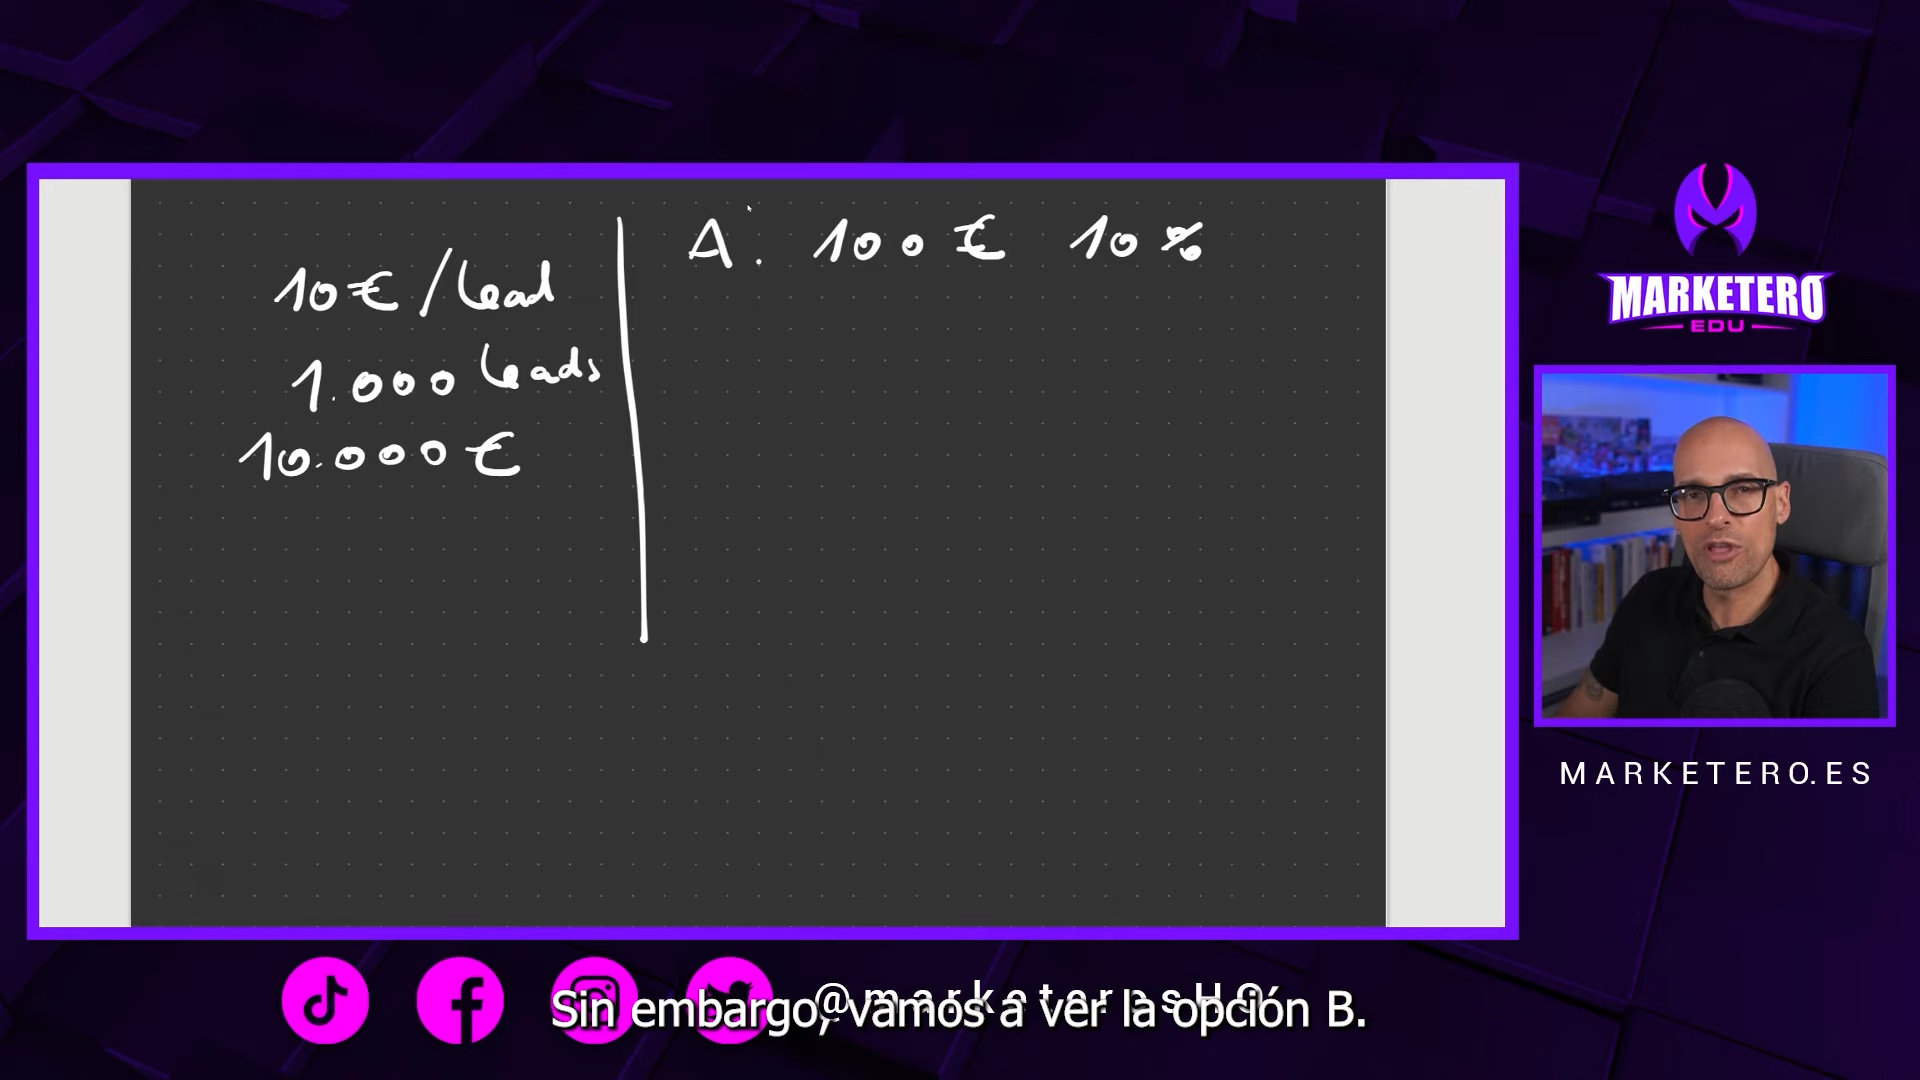 10€/Lead
1.000 Leads
10.000€
A. 100€ 10%
MARKETERO
EDU
MARKETERO.ES
@marketerosHQ
Sin embargo, vamos a ver la opción B.